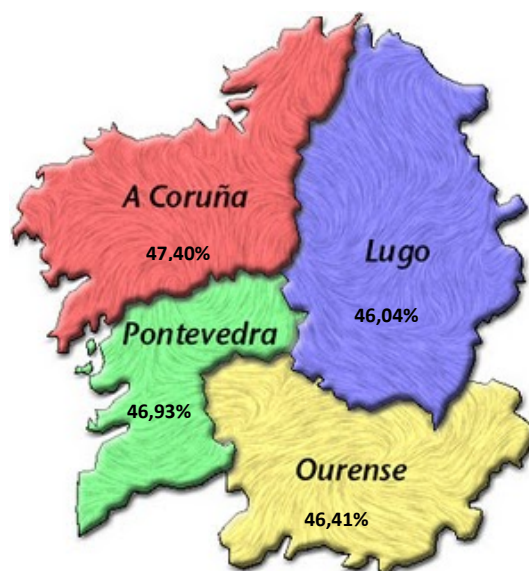 A Coruña
47,40%
Lugo
46,04%
Pontevedra
46,93%
Ourense
46,41%